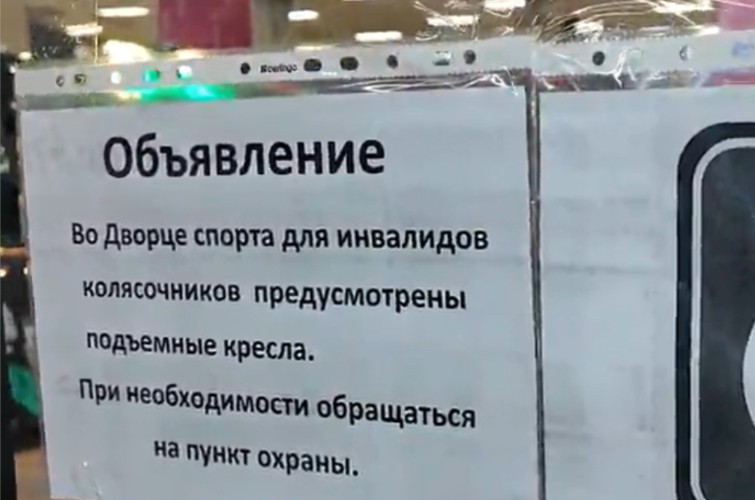 Объявление
Во Дворце спорта для инвалидов
колясочников предусмотрены
подъемные кресла.
При необходимости обращаться
на пункт охраны.